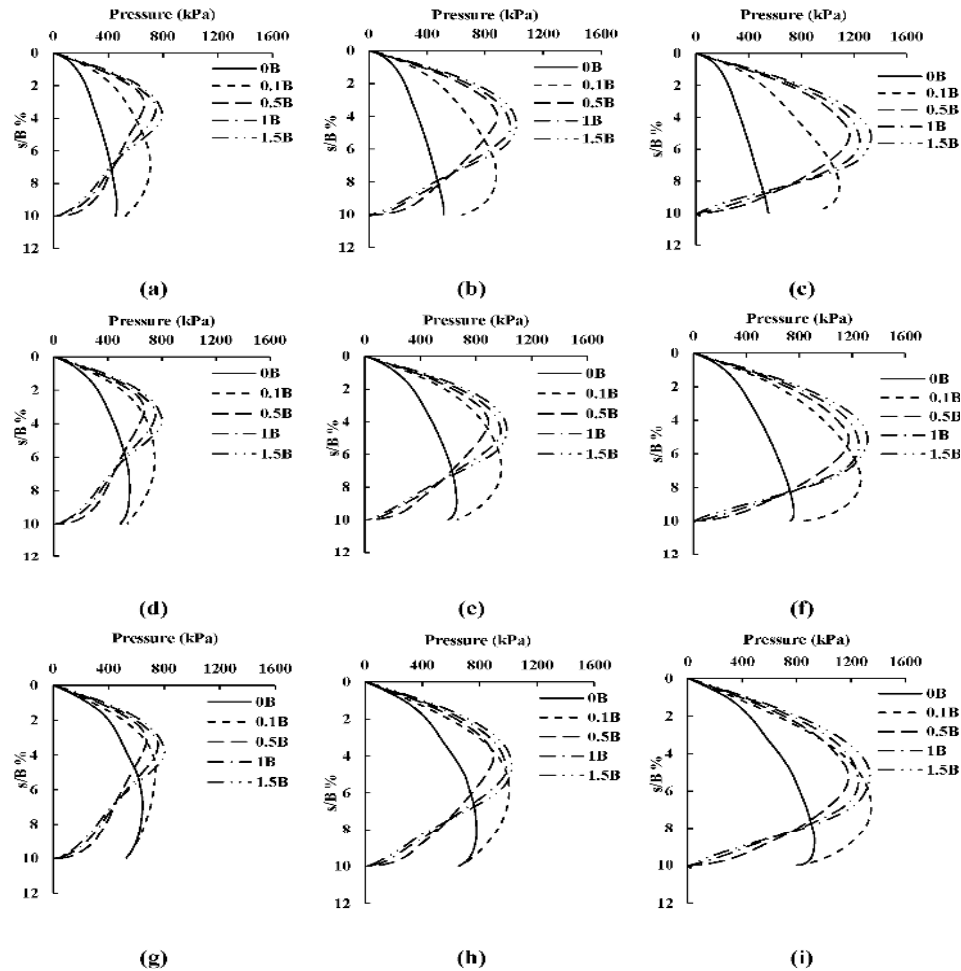 Pressure (kPa)
0 400 800 1200 1600
0
2
4
6
8
10
12
s/B %
0B
0.1B
0.5B
1B
1.5B
(a)
Pressure (kPa)
0 400 800 1200 1600
0
2
4
6
8
10
12
s/B %
0B
0.1B
0.5B
1B
1.5B
(b)
Pressure (kPa)
0 400 800 1200 1600
0
2
4
6
8
10
12
s/B %
0B
0.1B
0.5B
1B
1.5B
(c)
Pressure (kPa)
0 400 800 1200 1600
0
2
4
6
8
10
12
s/B %
0B
0.1B
0.5B
1B
1.5B
(d)
Pressure (kPa)
0 400 800 1200 1600
0
2
4
6
8
10
12
s/B %
0B
0.1B
0.5B
1B
1.5B
(e)
Pressure (kPa)
0 400 800 1200 1600
0
2
4
6
8
10
12
s/B %
0B
0.1B
0.5B
1B
1.5B
(f)
Pressure (kPa)
0 400 800 1200 1600
0
2
4
6
8
10
12
s/B %
0B
0.1B
0.5B
1B
1.5B
(g)
Pressure (kPa)
0 400 800 1200 1600
0
2
4
6
8
10
12
s/B %
0B
0.1B
0.5B
1B
1.5B
(h)
Pressure (kPa)
0 400 800 1200 1600
0
2
4
6
8
10
12
s/B %
0B
0.1B
0.5B
1B
1.5B
(i)